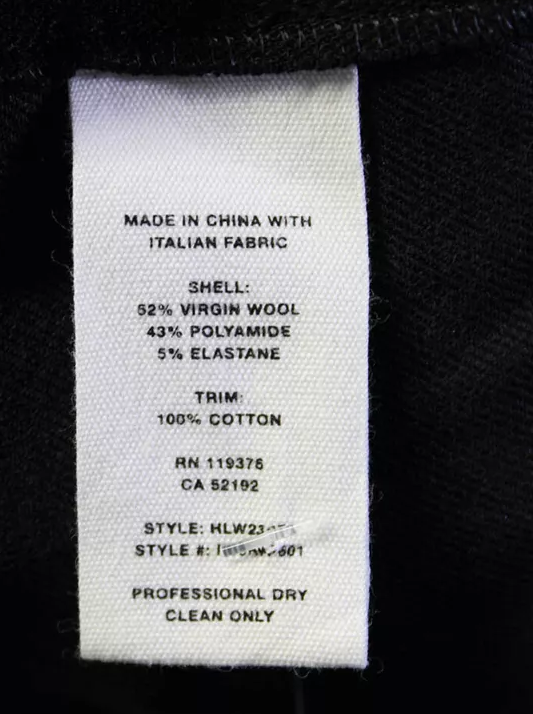 MADE IN CHINA WITH
ITALIAN FABRIC
SHELL:
52% VIRGIN WOOL
43% POLYAMIDE
5% ELASTANE
TRIM:
100% COTTON
RN 119376
CA 52192
STYLE:
STYLE #:
PROFESSIONAL DRY
CLEAN ONLY